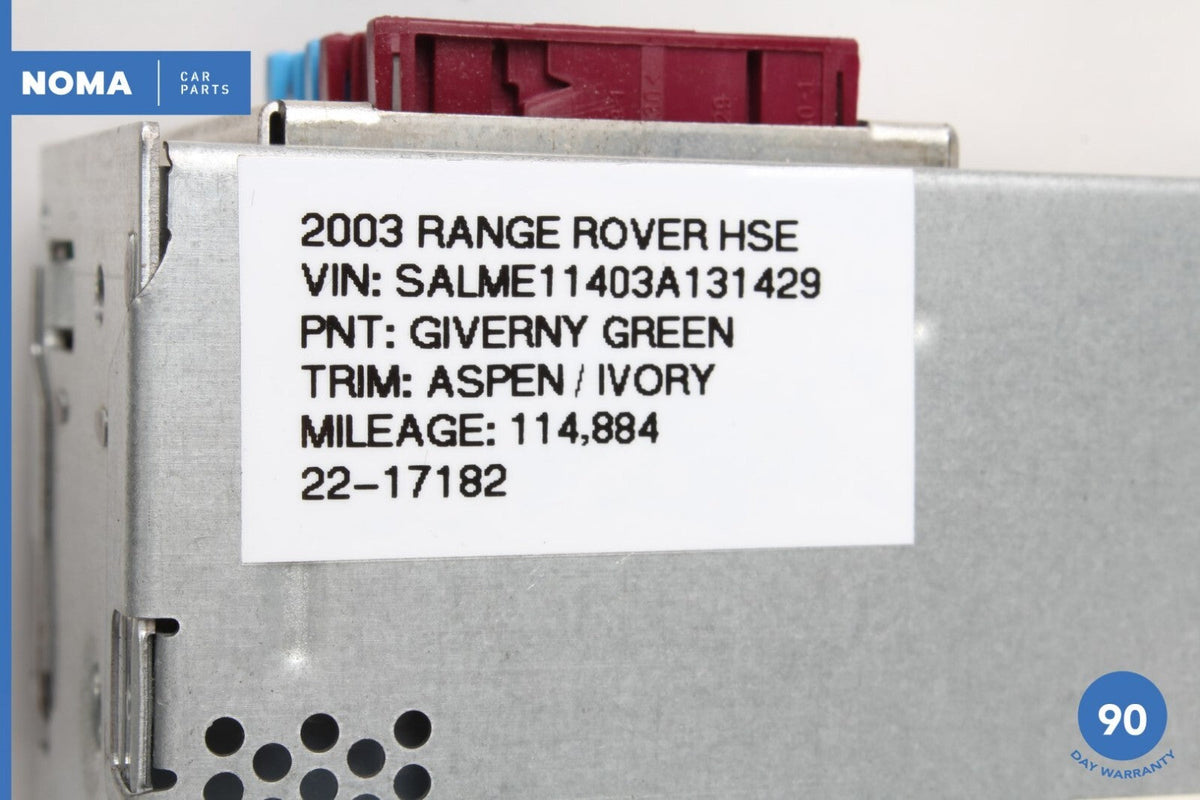 NOMA
CAR
PARTS
2003 RANGE ROVER HSE
VIN: SALME11403A131429
PNT: GIVERNY GREEN
TRIM: ASPEN / IVORY
MILEAGE: 114,884
22-17182
90
DAY WARRANTY